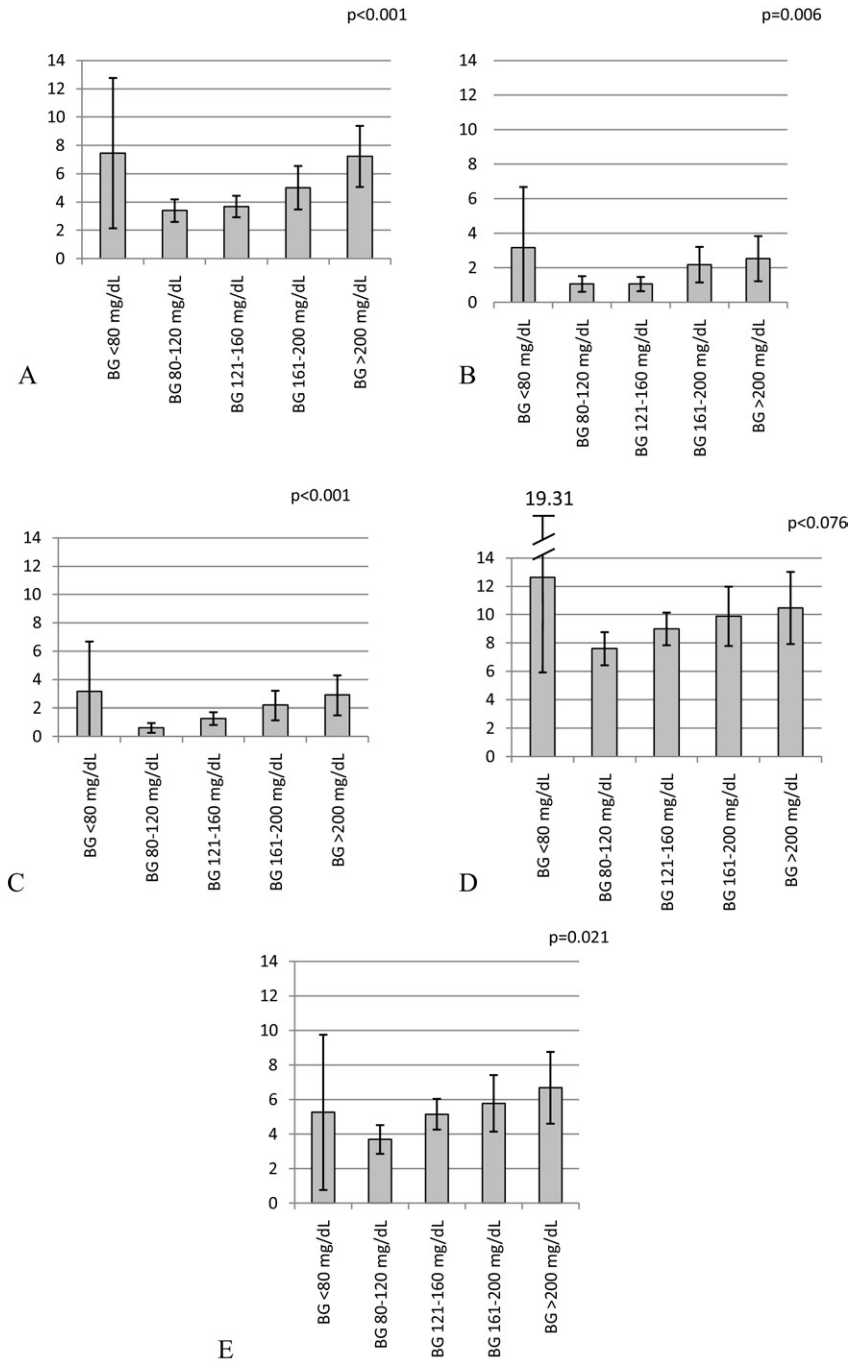 p<0.001
14
12
10
8
6
4
2
0
BG <80 mg/dL
BG 80-120 mg/dL
BG 121-160 mg/dL
BG 161-200 mg/dL
BG >200 mg/dL
A
p=0.006
14
12
10
8
6
4
2
0
BG <80 mg/dL
BG 80-120 mg/dL
BG 121-160 mg/dL
BG 161-200 mg/dL
BG >200 mg/dL
B
p<0.001
14
12
10
8
6
4
2
0
BG <80 mg/dL
BG 80-120 mg/dL
BG 121-160 mg/dL
BG 161-200 mg/dL
BG >200 mg/dL
C
19.31
p<0.076
14
12
10
8
6
4
2
0
BG <80 mg/dL
BG 80-120 mg/dL
BG 121-160 mg/dL
BG 161-200 mg/dL
BG >200 mg/dL
D
p=0.021
14
12
10
8
6
4
2
0
BG <80 mg/dL
BG 80-120 mg/dL
BG 121-160 mg/dL
BG 161-200 mg/dL
BG >200 mg/dL
E